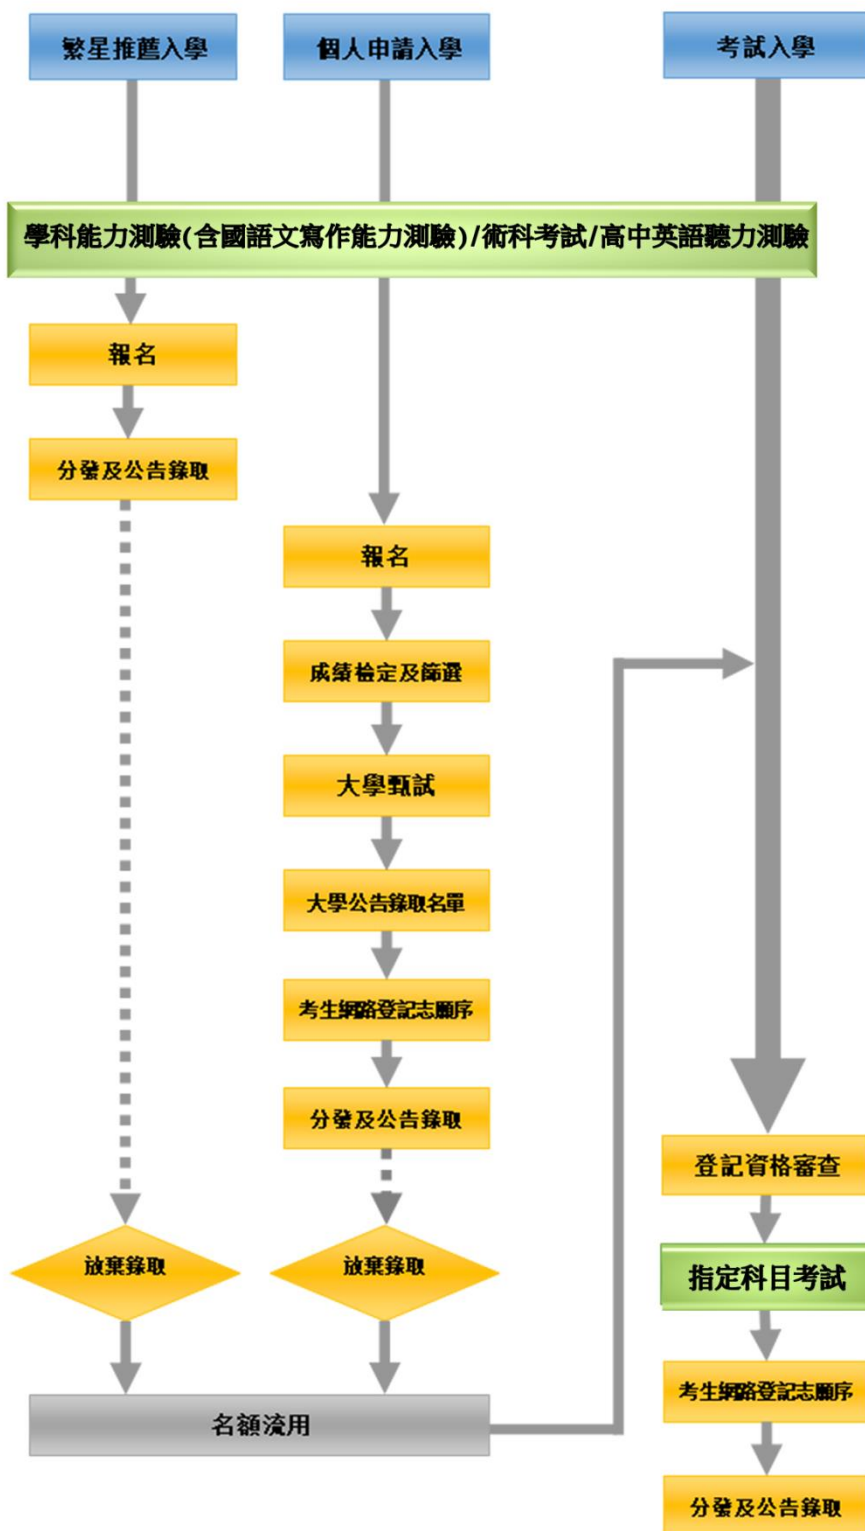 繁星推薦入學
個人申請入學
考試入學
學科能力測驗(含國語文寫作能力測驗)/術科考試/高中英語聽力測驗
報名
分發及公告錄取
放棄錄取
報名
成績檢定及篩選
大學甄試
大學公告錄取名單
考生網路登記志願序
分發及公告錄取
放棄錄取
名額流用
登記資格審查
指定科目考試
考生網路登記志願序
分發及公告錄取